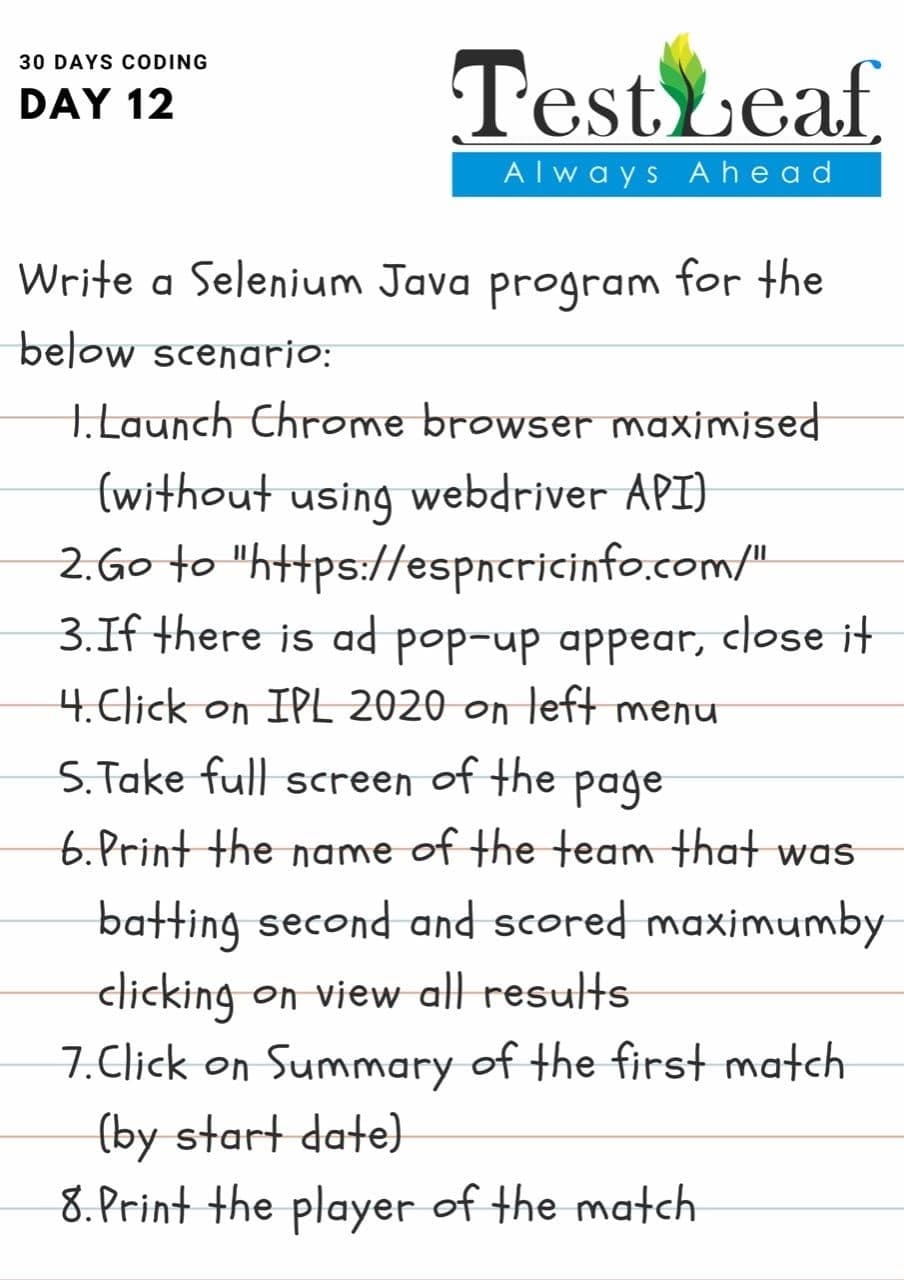 30 DAYS CODING
DAY 12
TestLeaf
Always Ahead
Write a Selenium Java program for the
below scenario:
1.Launch Chrome browser maximised
(without using webdriver API)
2.Go to "https://espncricinfo.com/"
3.If there is ad pop-up appear, close it
4.Click on IPL 2020 on left menu
5.Take full screen of the page
6.Print the name of the team that was
batting second and scored maximumby
clicking on view all results
7.Click on Summary of the first match
(by start date)
8.Print the player of the match